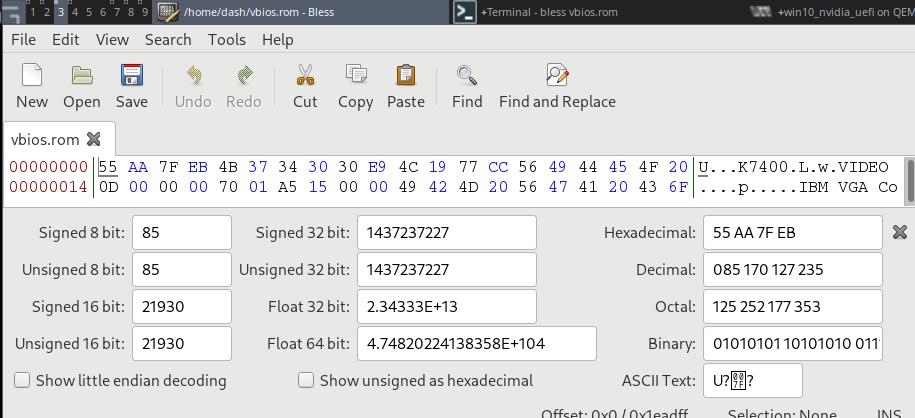 1 2 3 4 5 6 7 8 9 /home/dash/vbios.rom - Bless +Terminal - bless vbios.rom +win10_nvidia_uefi on QEM
File Edit View Search Tools Help
New Open Save Undo Redo Cut Copy Paste Find Find and Replace
vbios.rom
00000000 55 AA 7F EB 4B 37 34 30 30 E9 4C 19 77 CC 56 49 44 45 4F 20 U...K7400.L.w.VIDEO
00000014 0D 00 00 00 70 01 A5 15 00 00 49 42 4D 20 56 47 41 20 43 6F ....p.....IBM VGA Co
Signed 8 bit: 85 Signed 32 bit: 1437237227 Hexadecimal: 55 AA 7F EB
Unsigned 8 bit: 85 Unsigned 32 bit: 1437237227 Decimal: 085 170 127 235
Signed 16 bit: 21930 Float 32 bit: 2.34333E+13 Octal: 125 252 177 353
Unsigned 16 bit: 21930 Float 64 bit: 4.74820224138358E+104 Binary: 01010101 10101010 011
Show little endian decoding Show unsigned as hexadecimal ASCII Text: U??
Offset: 0x0 / 0x1eadff Selection: None INS